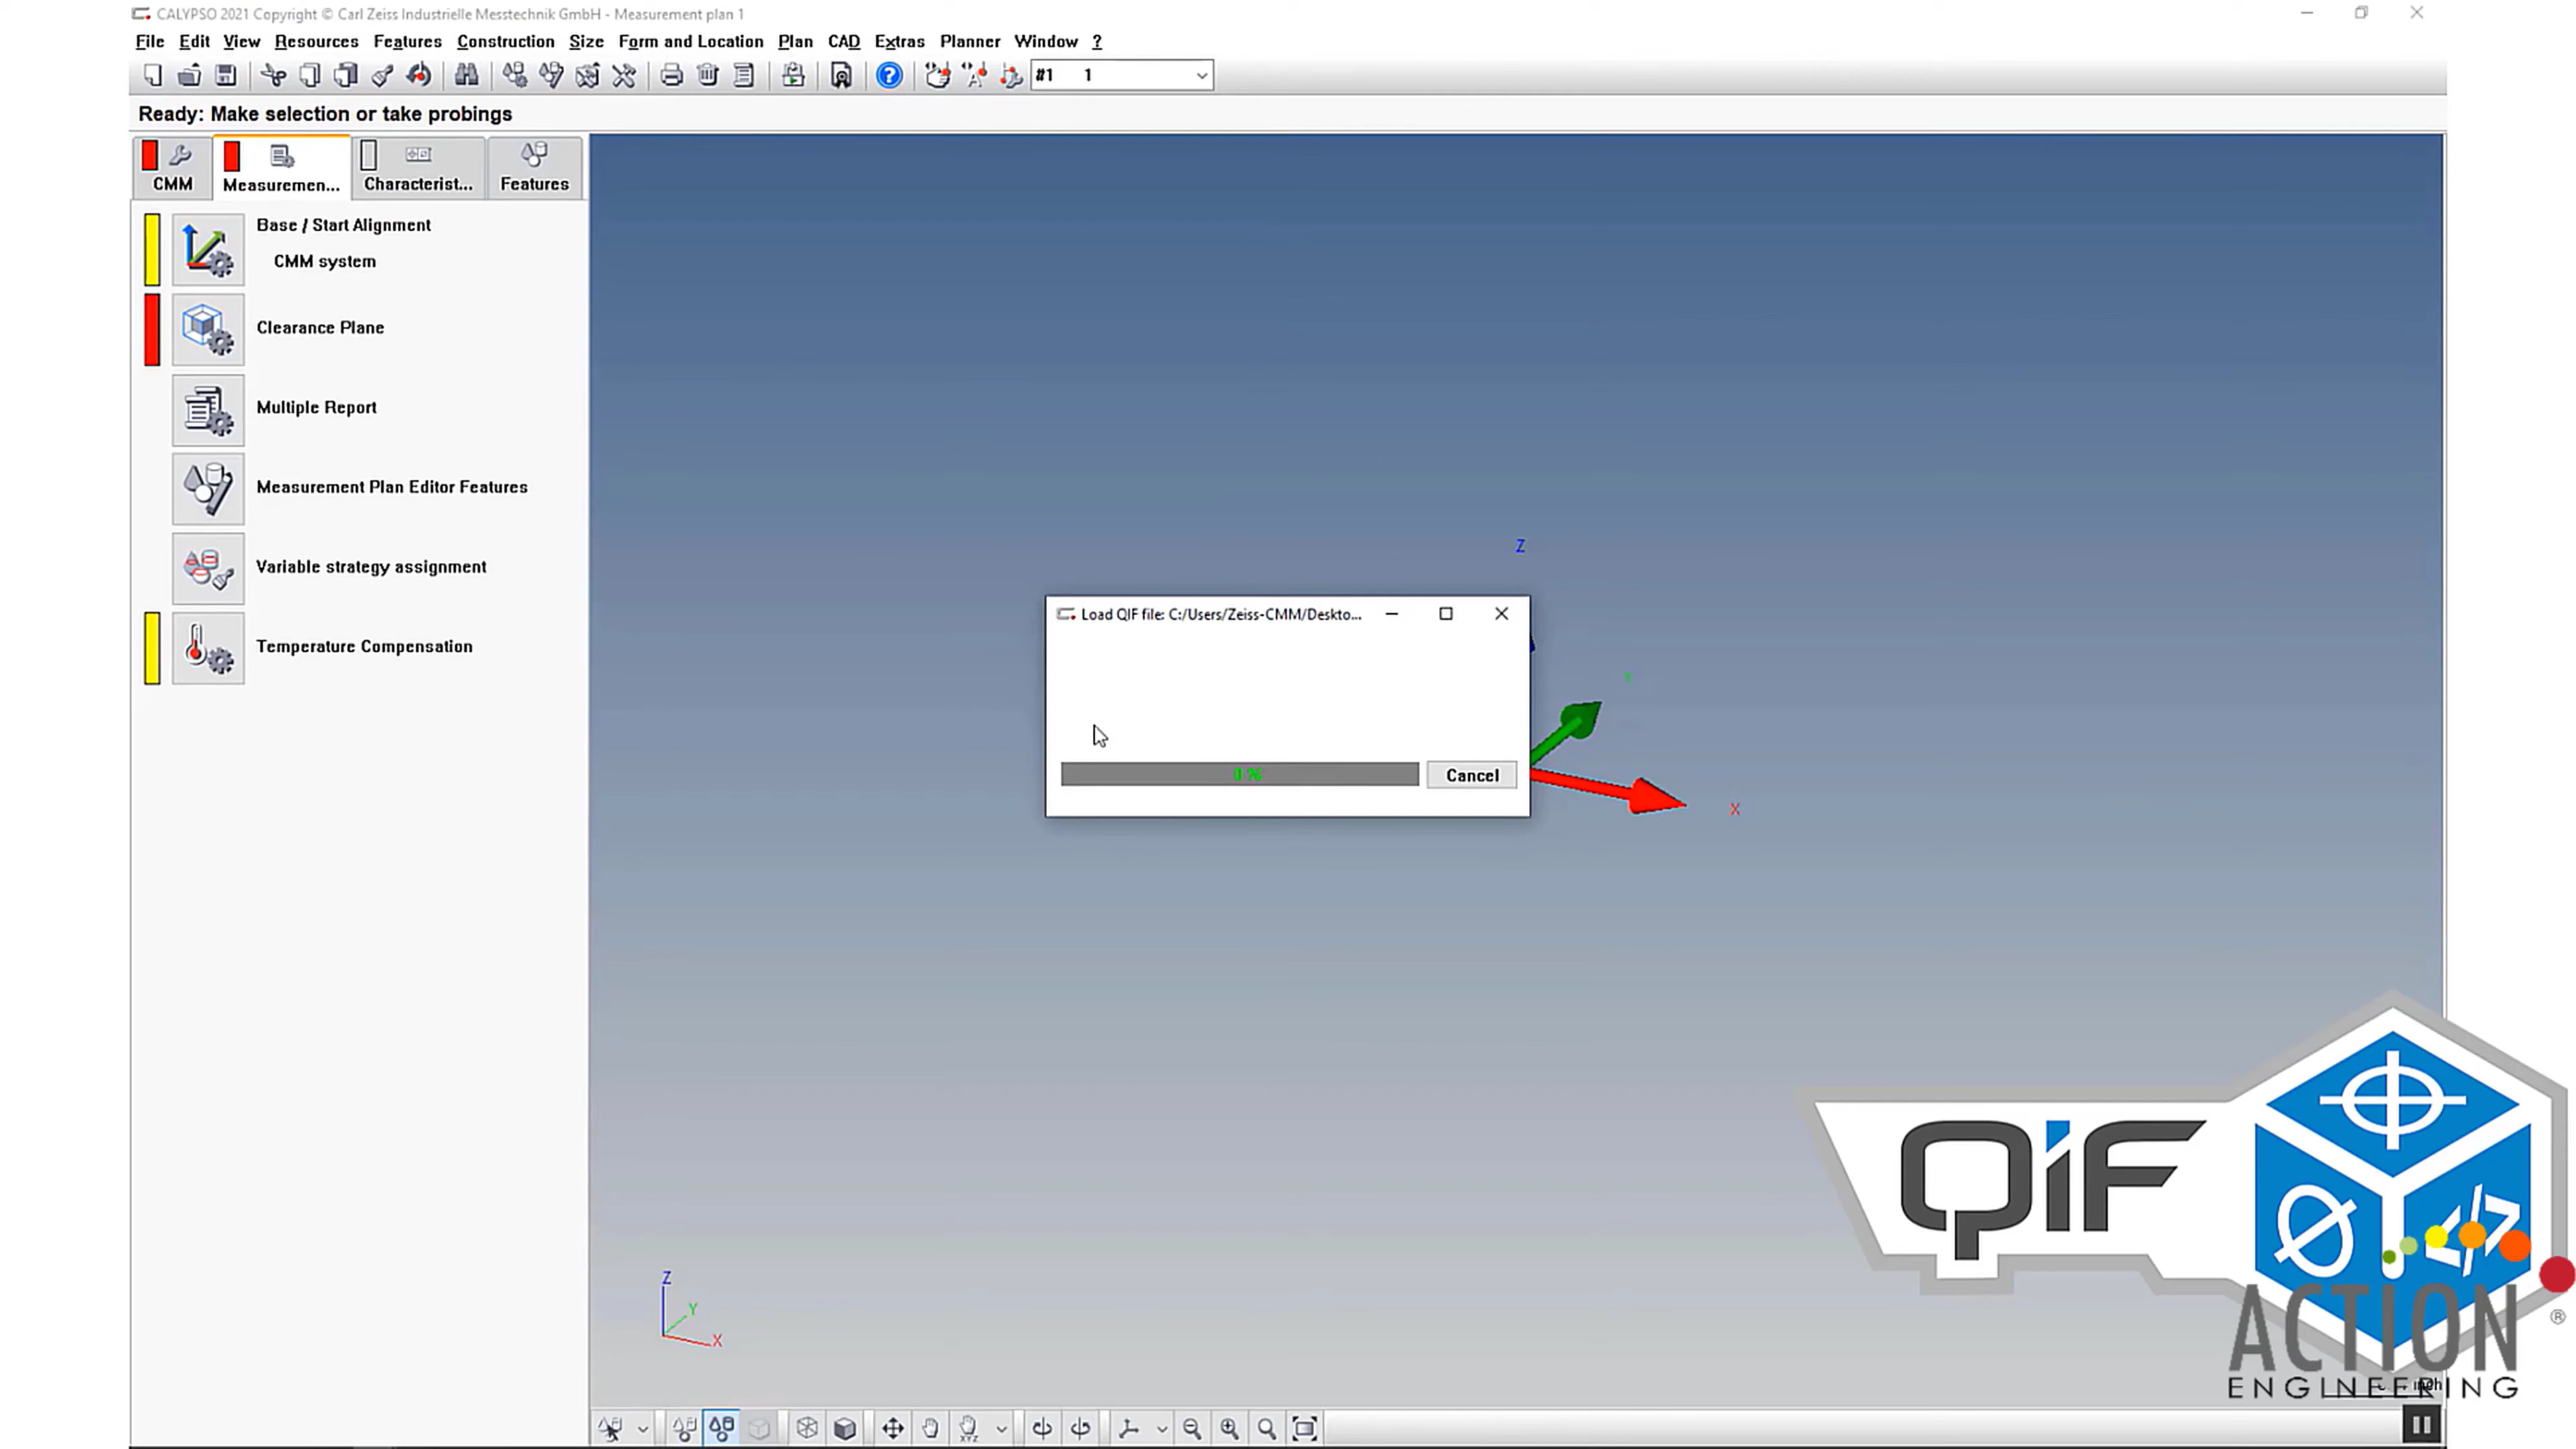 CALYPSO 2021 Copyright © Carl Zeiss Industrielle Messtechnik GmbH - Measurement plan 1
File Edit View Resources Features Construction Size Form and Location Plan CAD Extras Planner Window ?
#1 1
Ready: Make selection or take probings
CMM Measuremen... Characterist... Features
Base / Start Alignment
CMM system
Clearance Plane
Multiple Report
Measurement Plan Editor Features
Variable strategy assignment
Temperature Compensation
Z
Load QIF file: C:/Users/Zeiss-CMM/Deskto...
0 %
Cancel
X
QIF
Z
Y
X
ACTION ®
ENGINEERING
inch
XYZ